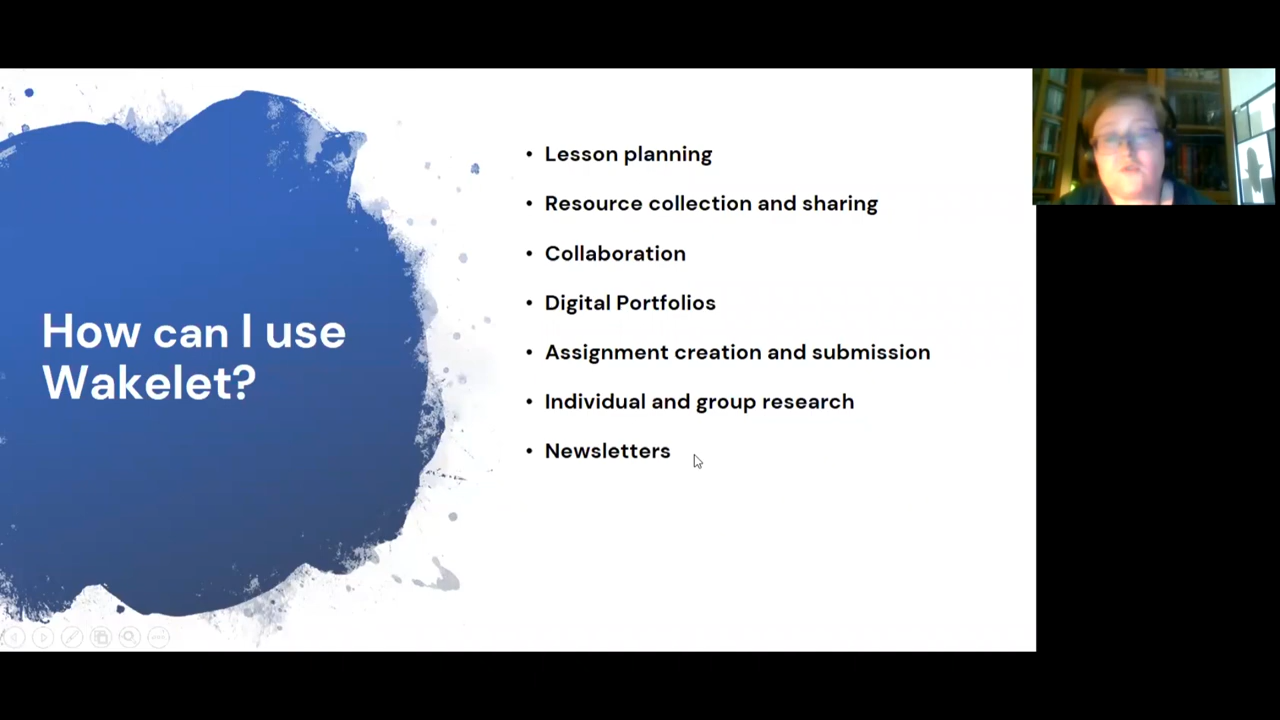 How can I use
Wakelet?
• Lesson planning
• Resource collection and sharing
• Collaboration
• Digital Portfolios
• Assignment creation and submission
• Individual and group research
• Newsletters